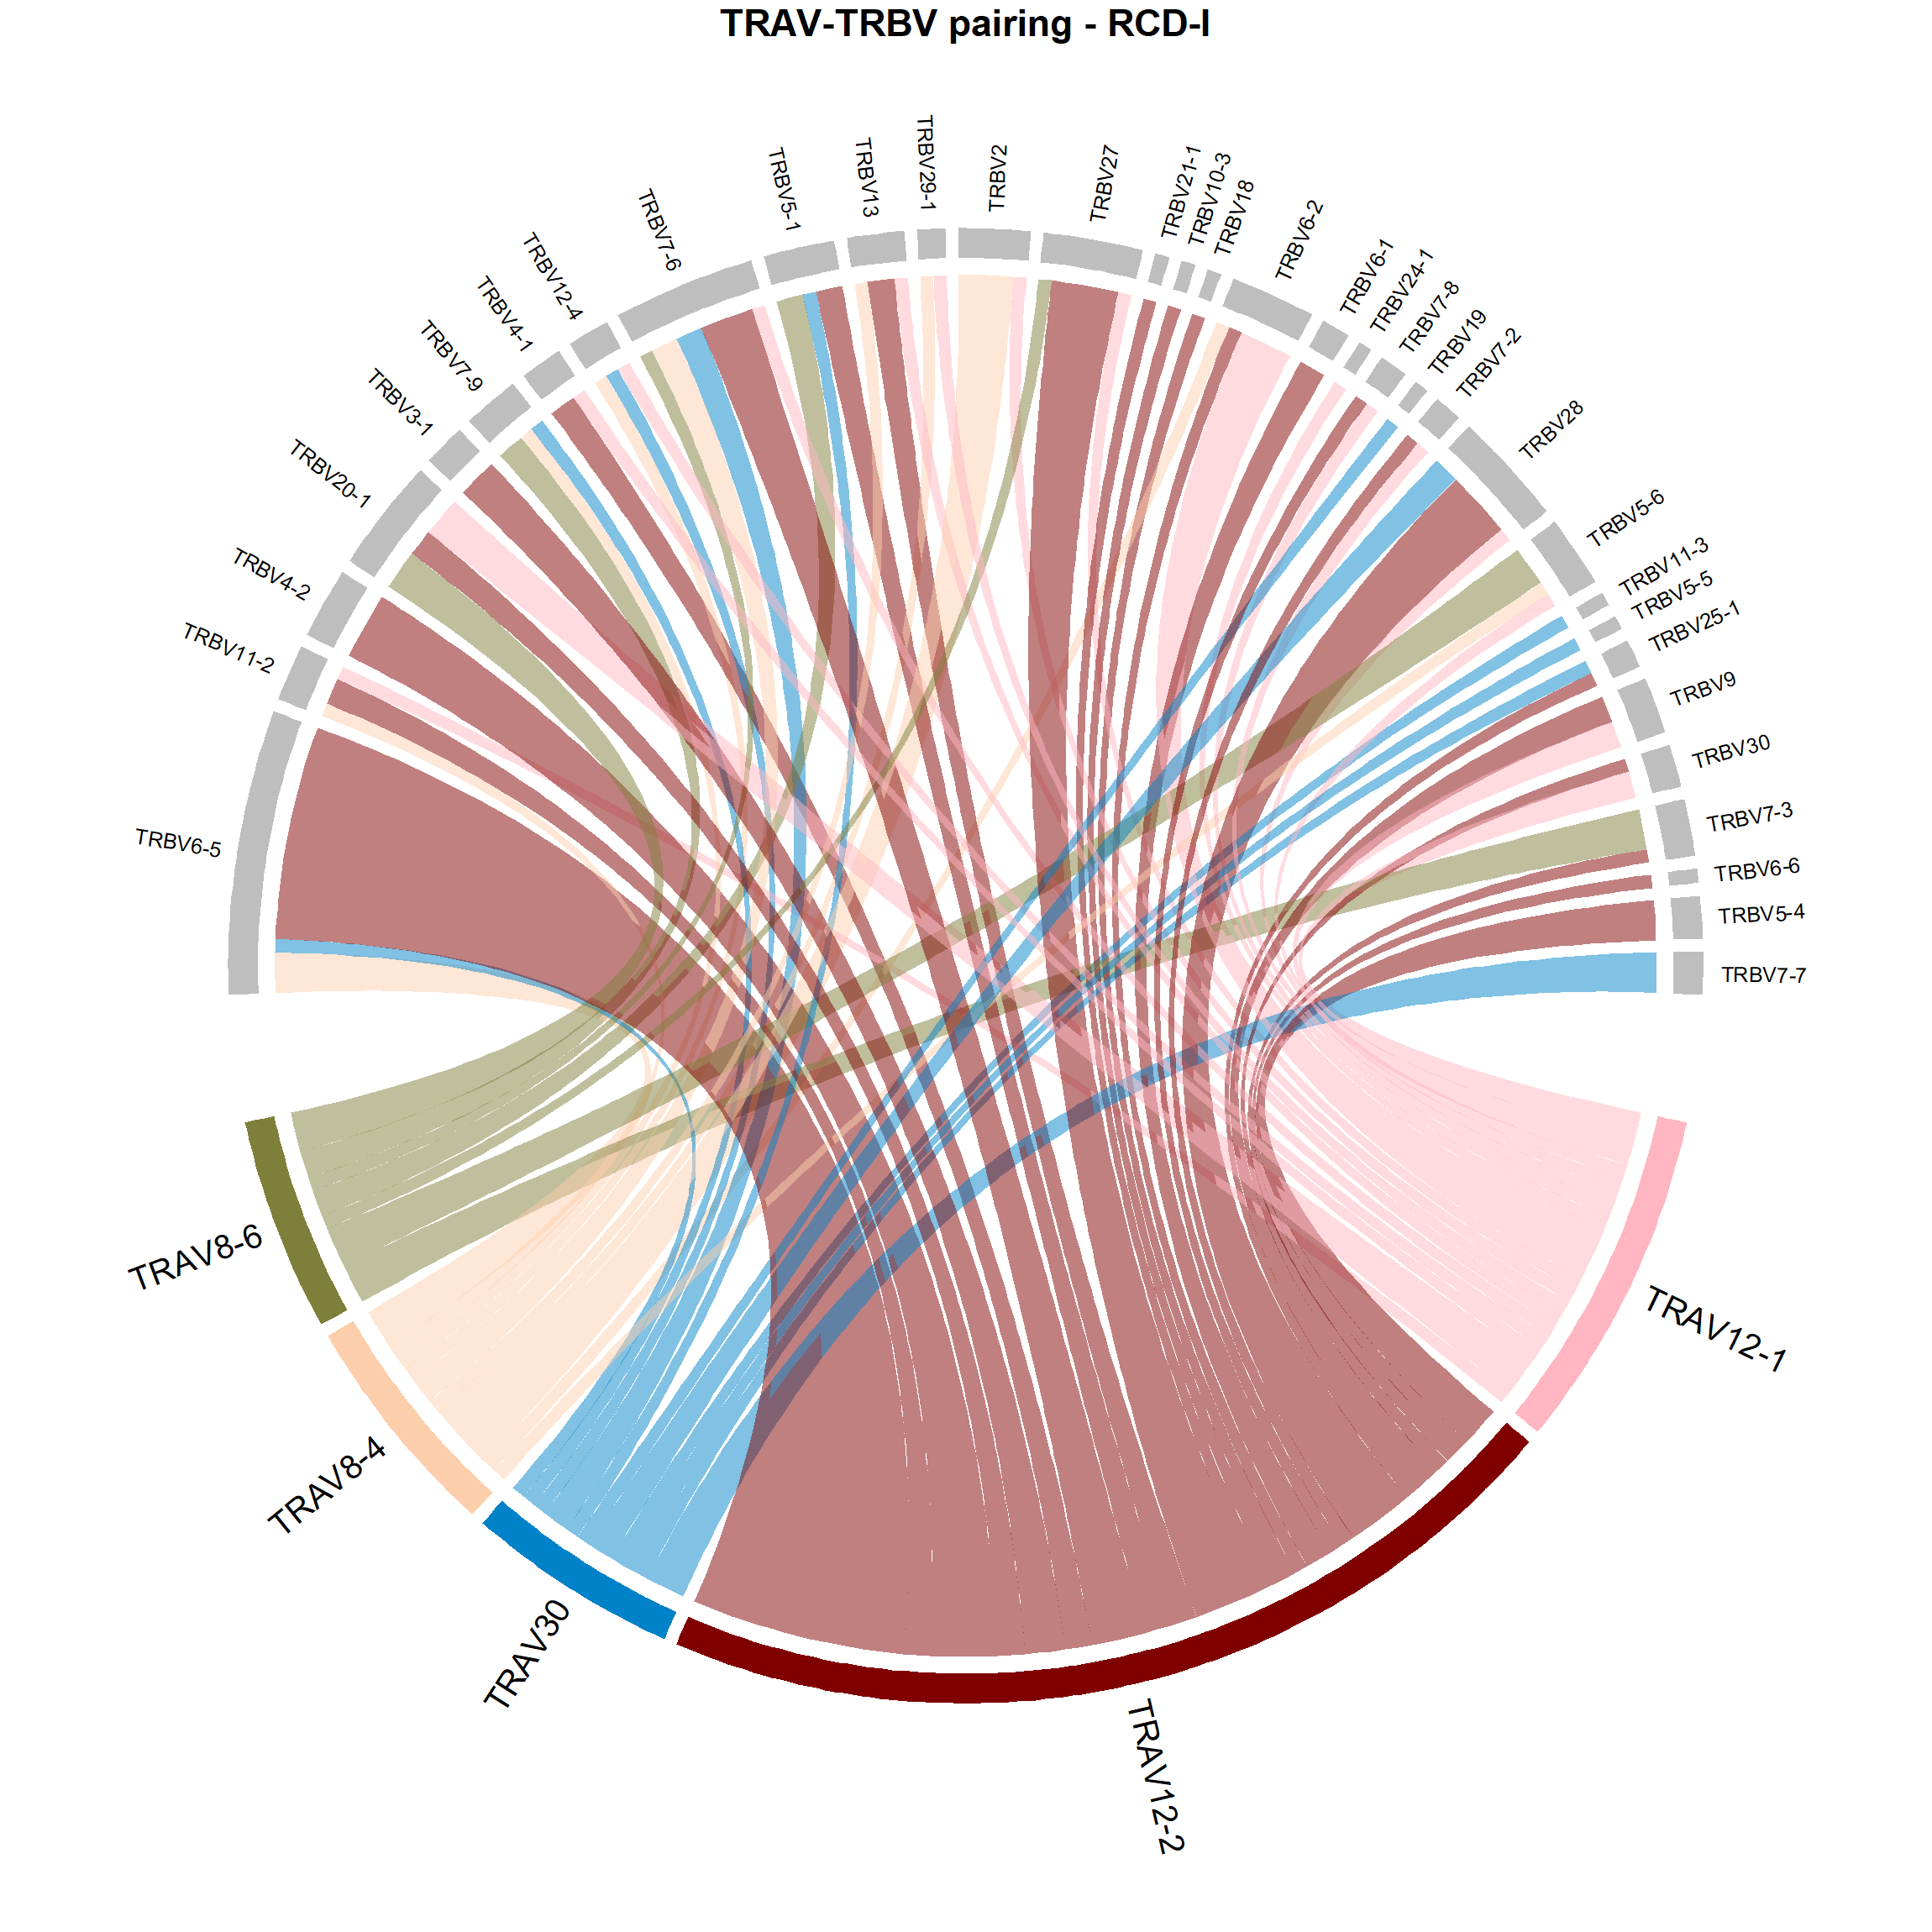 TRAV-TRBV pairing - RCD-I
TRBV6-5
TRBV11-2
TRBV4-2
TRBV20-1
TRBV3-1
TRBV7-9
TRBV4-1
TRBV12-4
TRBV7-6
TRBV5-1
TRBV13
TRBV29-1
TRBV2
TRBV27
TRBV21-1
TRBV10-3
TRBV18
TRBV6-2
TRBV6-1
TRBV24-1
TRBV7-8
TRBV19
TRBV7-2
TRBV28
TRBV5-6
TRBV11-3
TRBV5-5
TRBV25-1
TRBV9
TRBV30
TRBV7-3
TRBV6-6
TRBV5-4
TRBV7-7
TRAV12-1
TRAV12-2
TRAV30
TRAV8-4
TRAV8-6